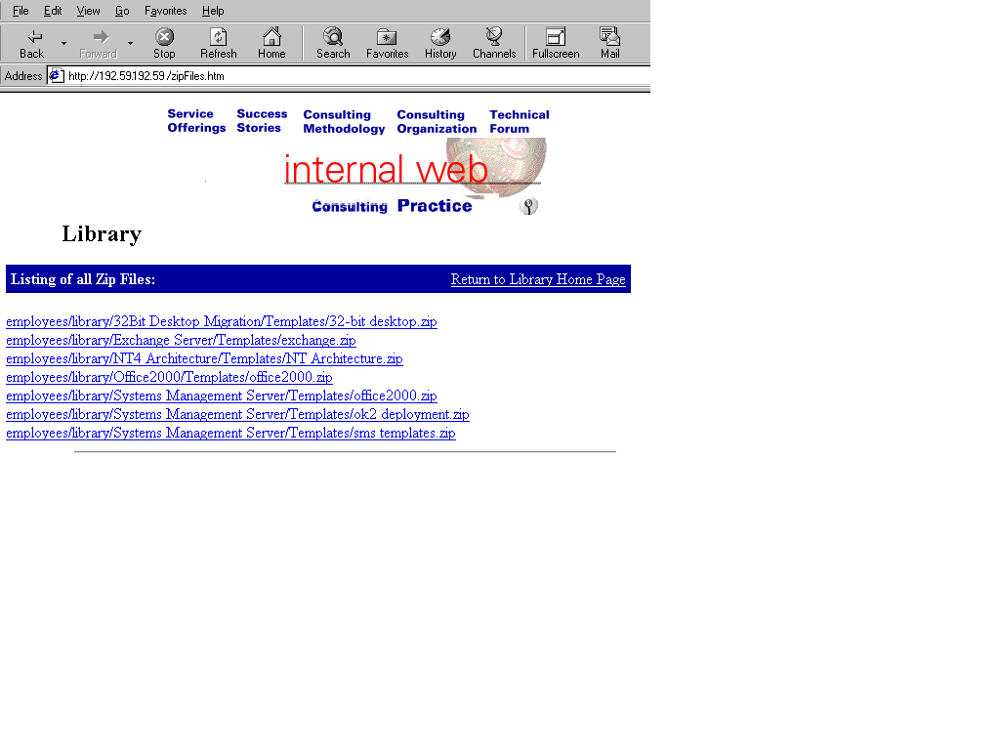 File Edit View Go Favorites Help
Back Forward Stop Refresh Home Search Favorites History Channels Fullscreen Mail
Address http://192.59.192.59/zipFiles.htm
Service Offerings Success Stories Consulting Methodology Consulting Organization Technical Forum
internal web
Consulting Practice
Library
Listing of all Zip Files: Return to Library Home Page
employees/library/32Bit Desktop Migration/Templates/32-bit desktop.zip
employees/library/Exchange Server/Templates/exchange.zip
employees/library/NT4 Architecture/Templates/NT Architecture.zip
employees/library/Office2000/Templates/office2000.zip
employees/library/Systems Management Server/Templates/office2000.zip
employees/library/Systems Management Server/Templates/ok2 deployment.zip
employees/library/Systems Management Server/Templates/sms templates.zip